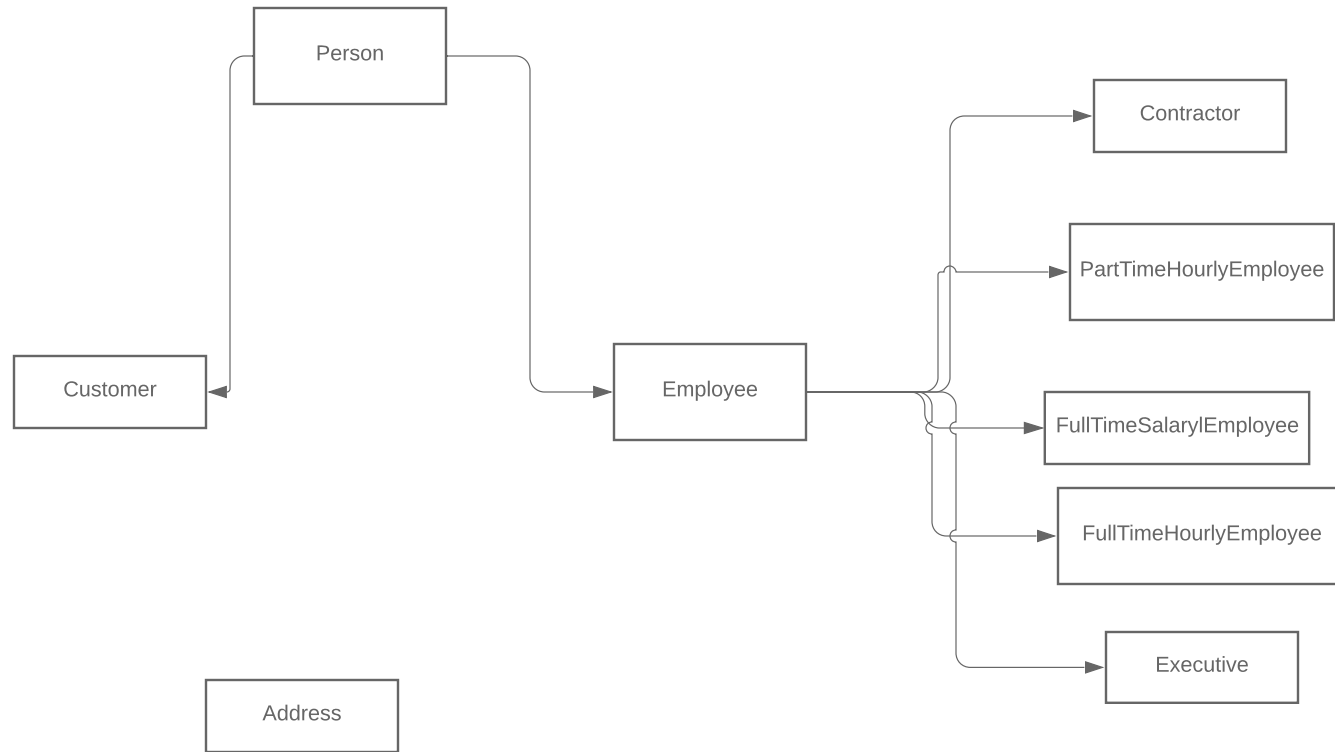 Person
Contractor
PartTimeHourlyEmployee
Customer
Employee
FullTimeSalarylEmployee
FullTimeHourlyEmployee
Executive
Address